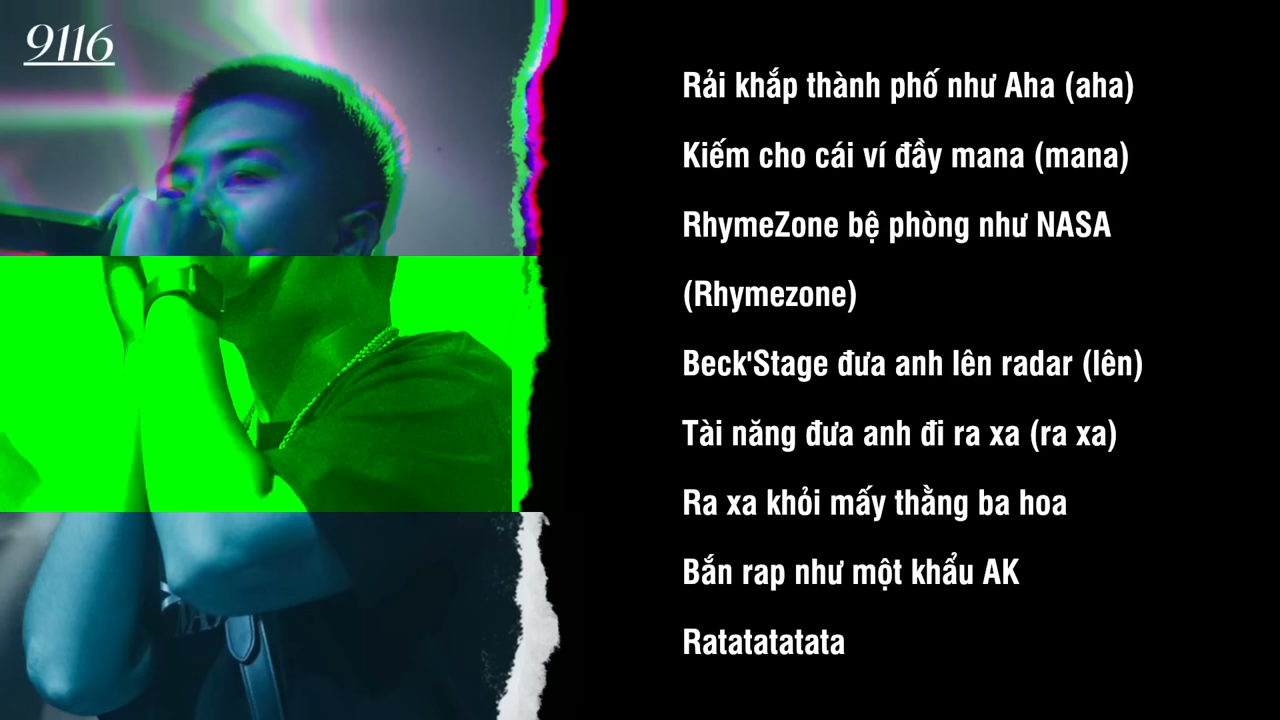 9116
Rải khắp thành phố như Aha (aha)
Kiếm cho cái ví đầy mana (mana)
RhymeZone bệ phòng như NASA
(Rhymezone)
Beck'Stage đưa anh lên radar (lên)
Tài năng đưa anh đi ra xa (ra xa)
Ra xa khỏi mấy thằng ba hoa
Bắn rap như một khẩu AK
Ratatatatata